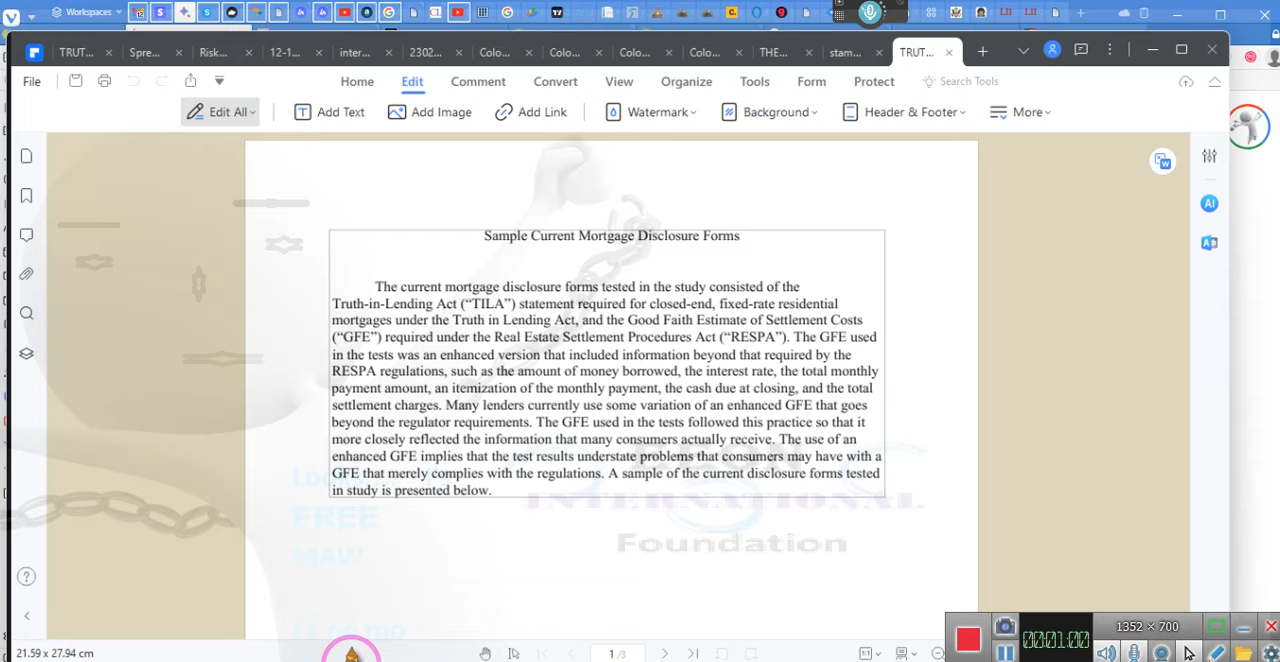 Workspaces
TRUT...
Spre...
Risk...
12-1...
inter...
2302...
Colo...
Colo...
Colo...
Colo...
THE...
stam...
TRUT...
File
Home
Edit
Comment
Convert
View
Organize
Tools
Form
Protect
Search Tools
Edit All
Add Text
Add Image
Add Link
Watermark
Background
Header & Footer
More
Sample Current Mortgage Disclosure Forms
The current mortgage disclosure forms tested in the study consisted of the
Truth-in-Lending Act (“TILA”) statement required for closed-end, fixed-rate residential
mortgages under the Truth in Lending Act, and the Good Faith Estimate of Settlement Costs
(“GFE”) required under the Real Estate Settlement Procedures Act (“RESPA”). The GFE used
in the tests was an enhanced version that included information beyond that required by the
RESPA regulations, such as the amount of money borrowed, the interest rate, the total monthly
payment amount, an itemization of the monthly payment, the cash due at closing, and the total
settlement charges. Many lenders currently use some variation of an enhanced GFE that goes
beyond the regulator requirements. The GFE used in the tests followed this practice so that it
more closely reflected the information that many consumers actually receive. The use of an
enhanced GFE implies that the test results understate problems that consumers may have with a
GFE that merely complies with the regulations. A sample of the current disclosure forms tested
in study is presented below.
FREE
MAW
INTERNATIONAL
Foundation
AI
21.59 x 27.94 cm
1 /3
00:01:00
1352 × 700